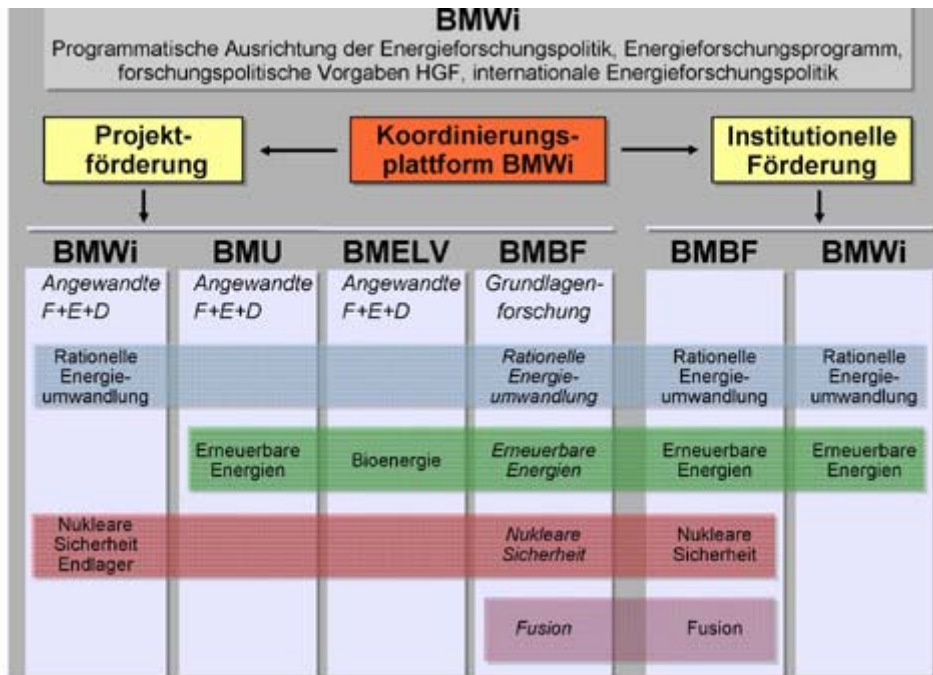 BMWi
Programmatische Ausrichtung der Energieforschungspolitik, Energieforschungsprogramm,
forschungspolitische Vorgaben HGF, internationale Energieforschungspolitik
Projekt-
förderung
Koordinierungs-
plattform BMWi
Institutionelle
Förderung
BMWi
BMU
BMELV
BMBF
BMBF
BMWi
Angewandte
F+E+D
Angewandte
F+E+D
Angewandte
F+E+D
Grundlagen-
forschung
Rationelle
Energie-
umwandlung
Rationelle
Energie-
umwandlung
Rationelle
Energie-
umwandlung
Rationelle
Energie-
umwandlung
Erneuerbare
Energien
Bioenergie
Erneuerbare
Energien
Erneuerbare
Energien
Erneuerbare
Energien
Nukleare
Sicherheit
Endlager
Nukleare
Sicherheit
Nukleare
Sicherheit
Fusion
Fusion